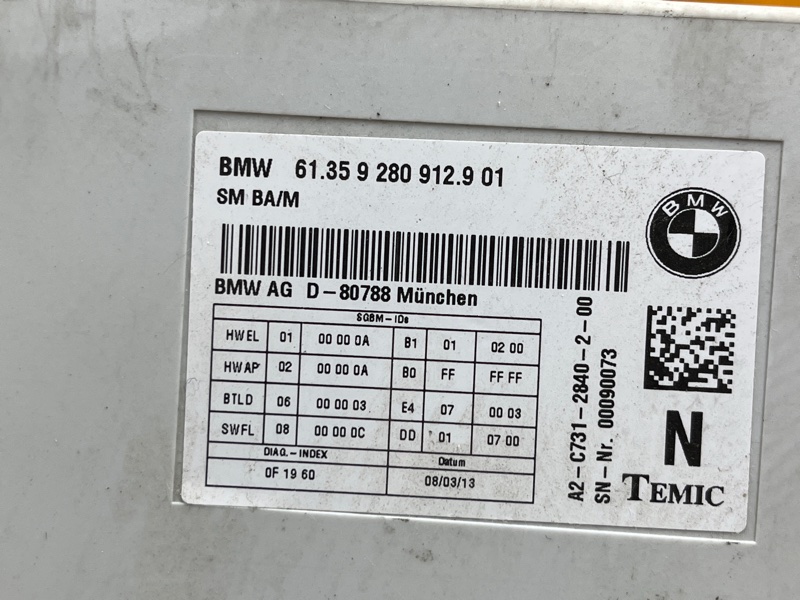 BMW 61.35 9 280 912.9 01
SM BA/M
BMW
BMW AG D-80788 München
SGBM-IDs
HWEL 01 00 00 0A B1 01 02 00
HWAP 02 00 00 0A B0 FF FF FF
BTLD 06 00 00 03 E4 07 00 03
SWFL 08 00 00 0C DD 01 07 00
DIAG.-INDEX Datum
0F 19 60 08/03/13
A2-C731-2840-2-00
SN-Nr. 00090073
N
TEMIC